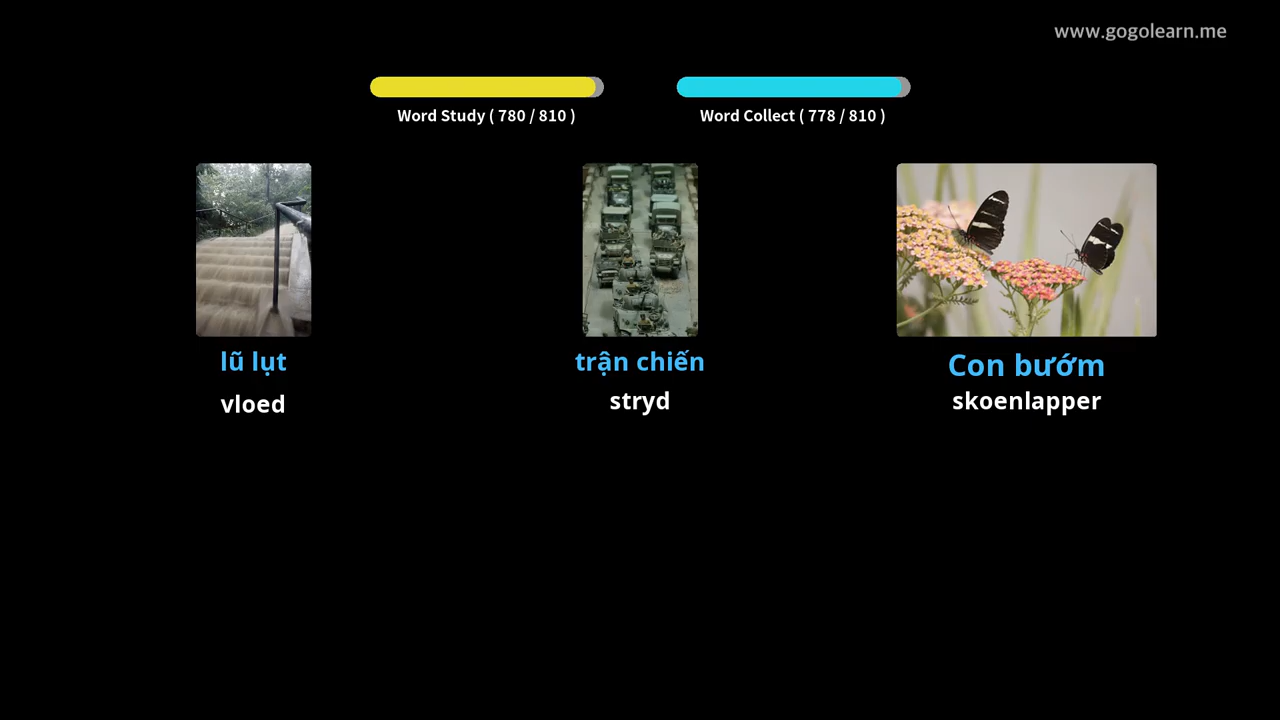 www.gogolearn.me
Word Study ( 780 / 810 )
Word Collect ( 778 / 810 )
lũ lụt
vloed
trận chiến
stryd
Con bướm
skoenlapper